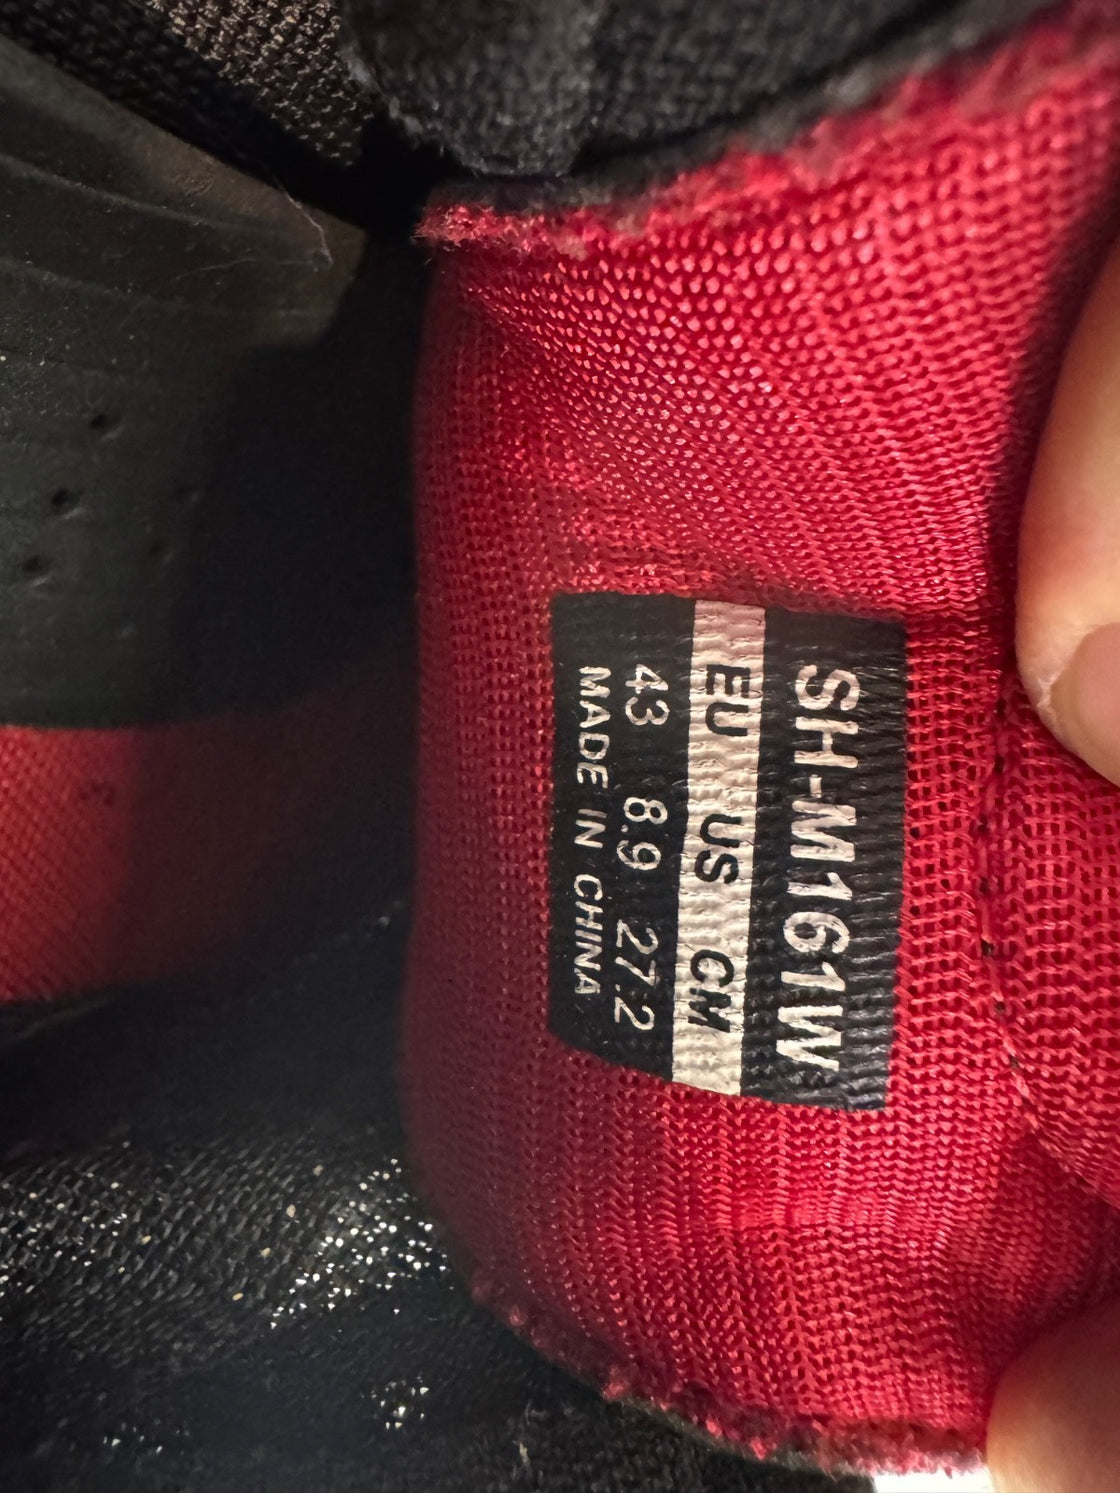 SH-M161W
EU US CM
43 8.9 27.2
MADE IN CHINA